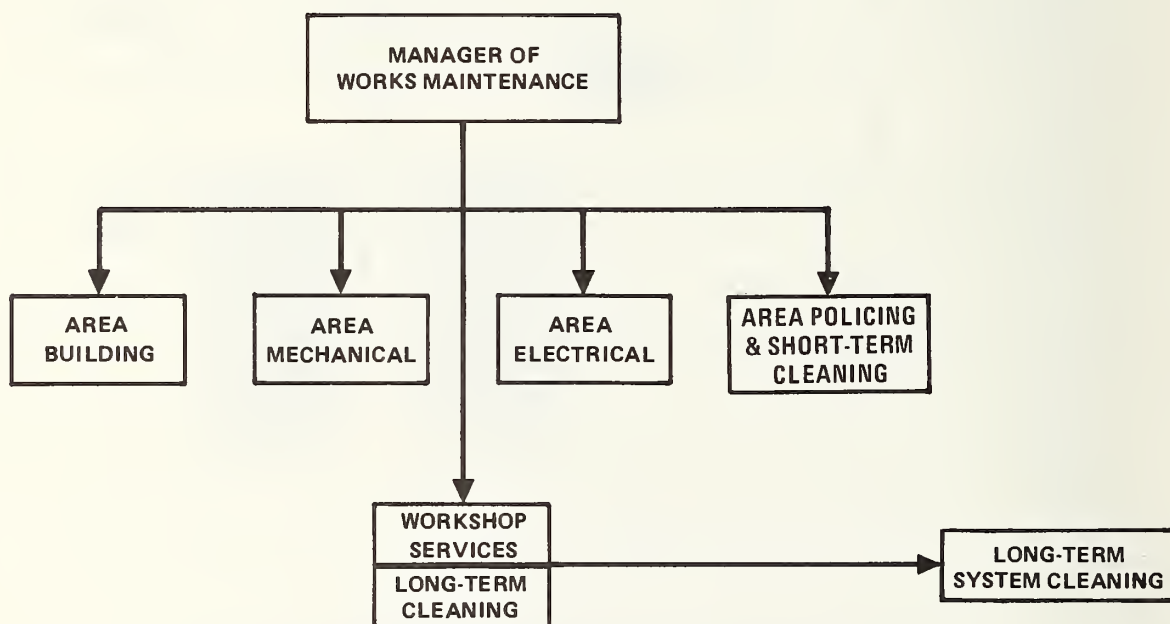 MANAGER OF
WORKS MAINTENANCE
AREA
BUILDING
AREA
MECHANICAL
AREA
ELECTRICAL
AREA POLICING
& SHORT-TERM
CLEANING
WORKSHOP
SERVICES
LONG-TERM
CLEANING
LONG-TERM
SYSTEM CLEANING